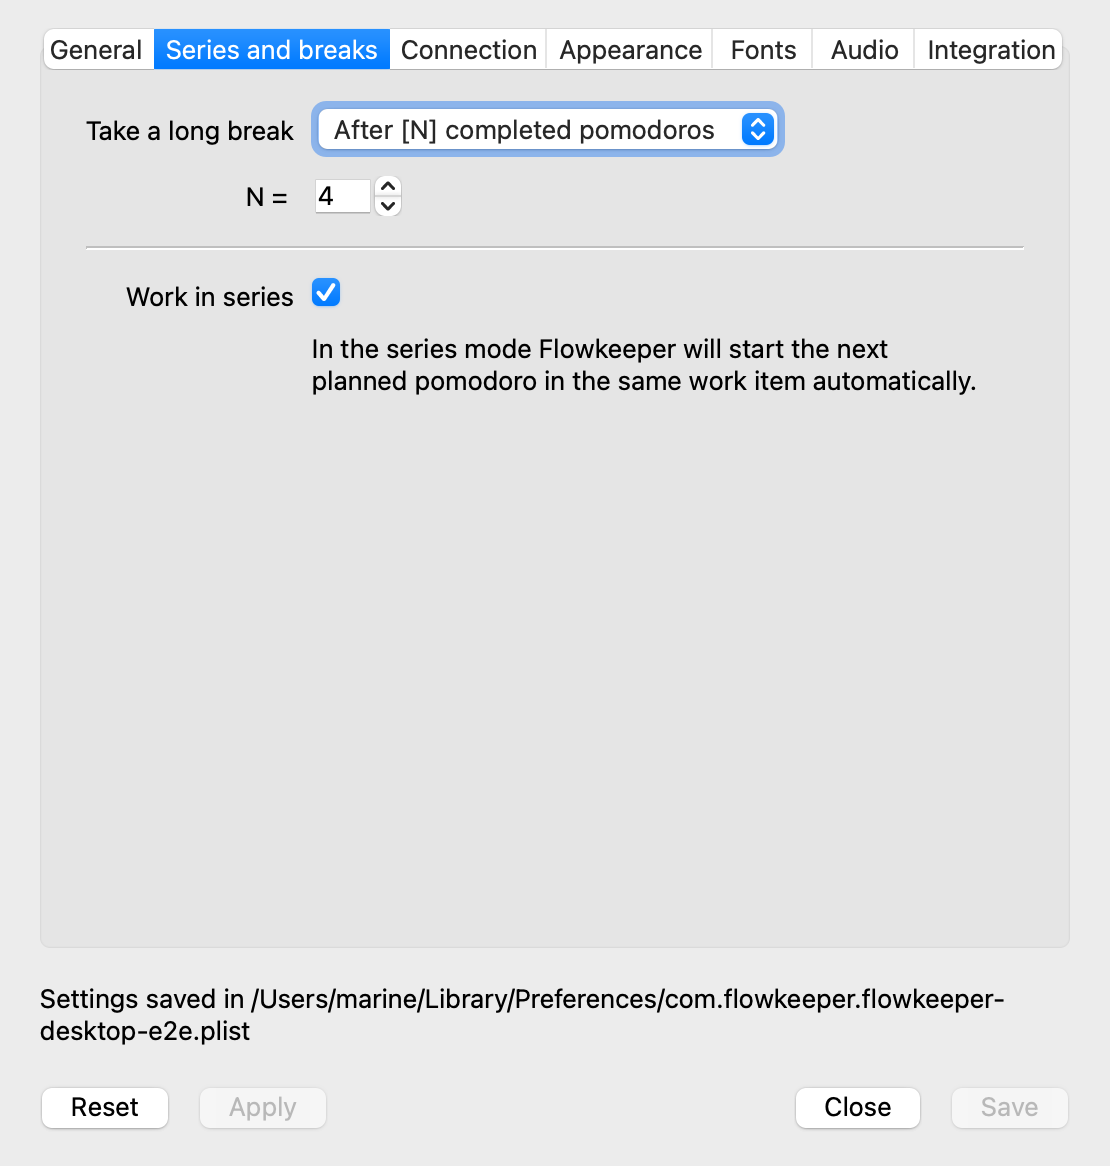 General Series and breaks Connection Appearance Fonts Audio Integration
Take a long break After [N] completed pomodoros
N = 4
Work in series
In the series mode Flowkeeper will start the next
planned pomodoro in the same work item automatically.
Settings saved in /Users/marine/Library/Preferences/com.flowkeeper.flowkeeper-
desktop-e2e.plist
Reset Apply Close Save